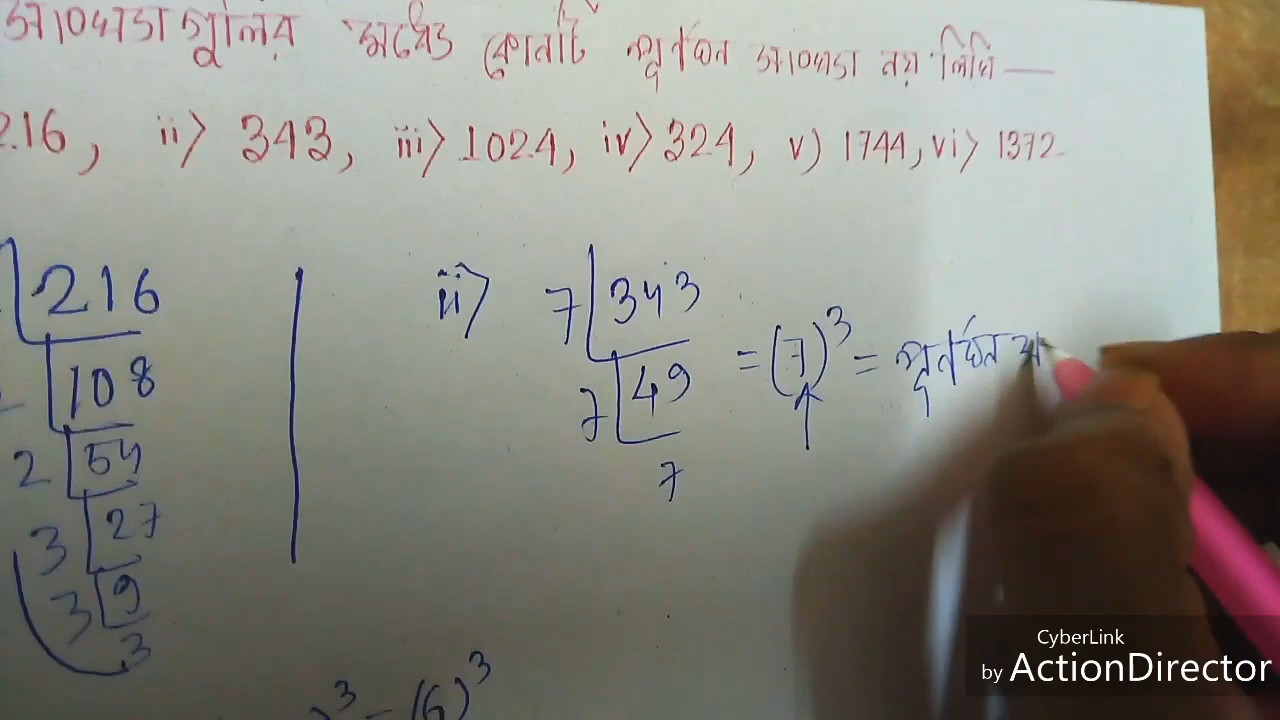 সংখ্যাগুলির মধ্যে কোনটি পূর্ণঘন সংখ্যা নয় লিখি —
216, ii) 343, iii) 1024, iv) 324, v) 1744, vi) 1372
216
108
2 54
3 27
3 9
3
)³ = (6)³
ii) 7 343
7 49
7
= (7)³ = পূর্ণঘন সং
CyberLink
by ActionDirector